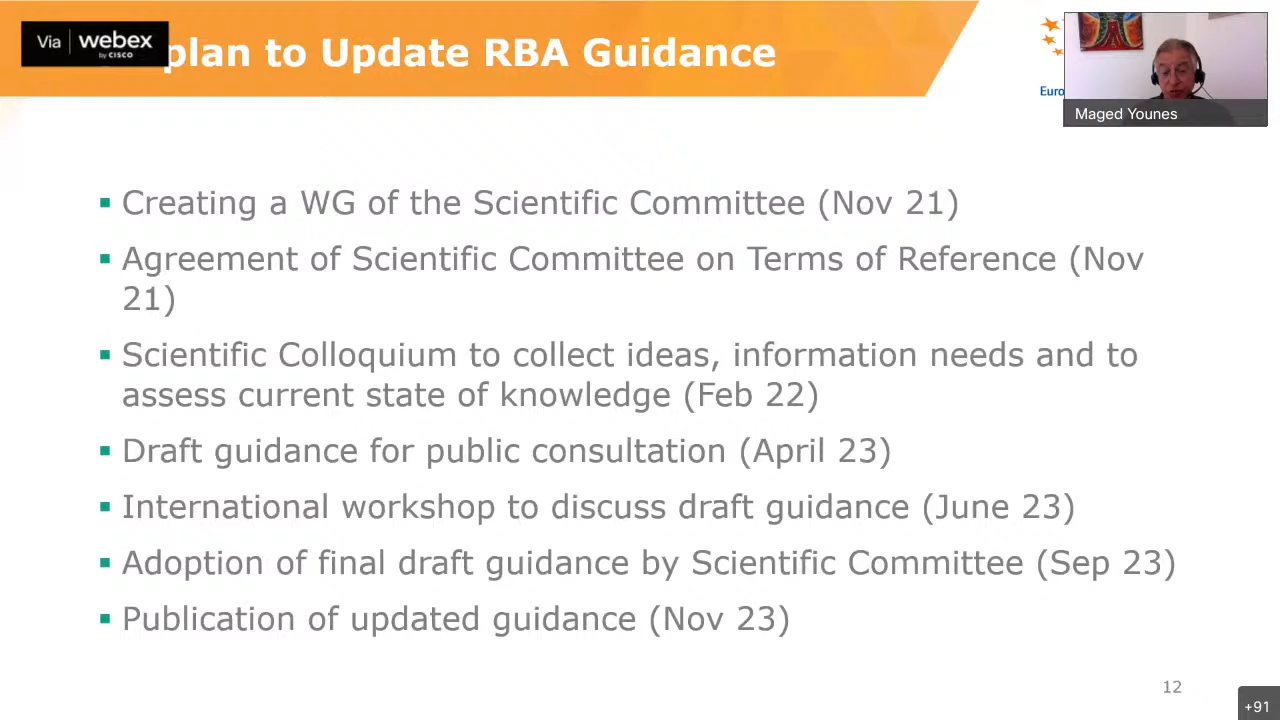 Via webex
by CISCO
plan to Update RBA Guidance
Euro
Maged Younes
▪ Creating a WG of the Scientific Committee (Nov 21)
▪ Agreement of Scientific Committee on Terms of Reference (Nov
21)
▪ Scientific Colloquium to collect ideas, information needs and to
assess current state of knowledge (Feb 22)
▪ Draft guidance for public consultation (April 23)
▪ International workshop to discuss draft guidance (June 23)
▪ Adoption of final draft guidance by Scientific Committee (Sep 23)
▪ Publication of updated guidance (Nov 23)
12
+91